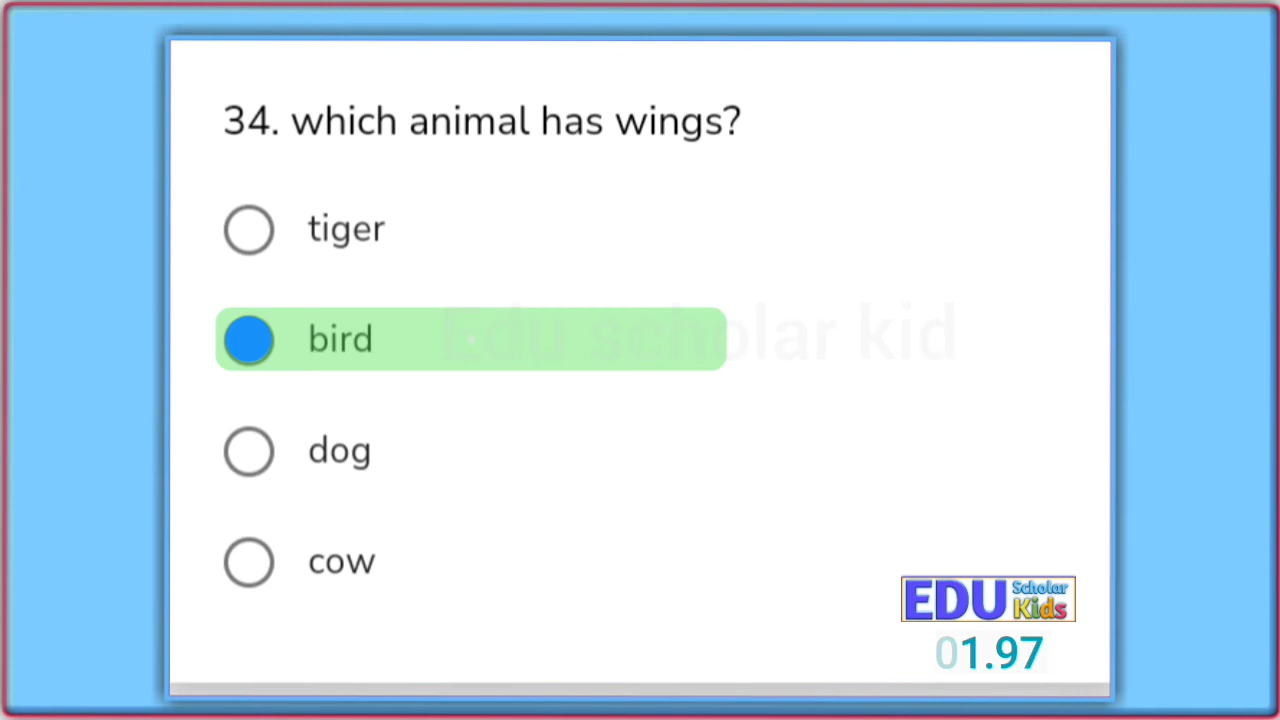 34. which animal has wings?
tiger
bird
Edu scholar kid
dog
cow
EDU Scholar Kids
01.97